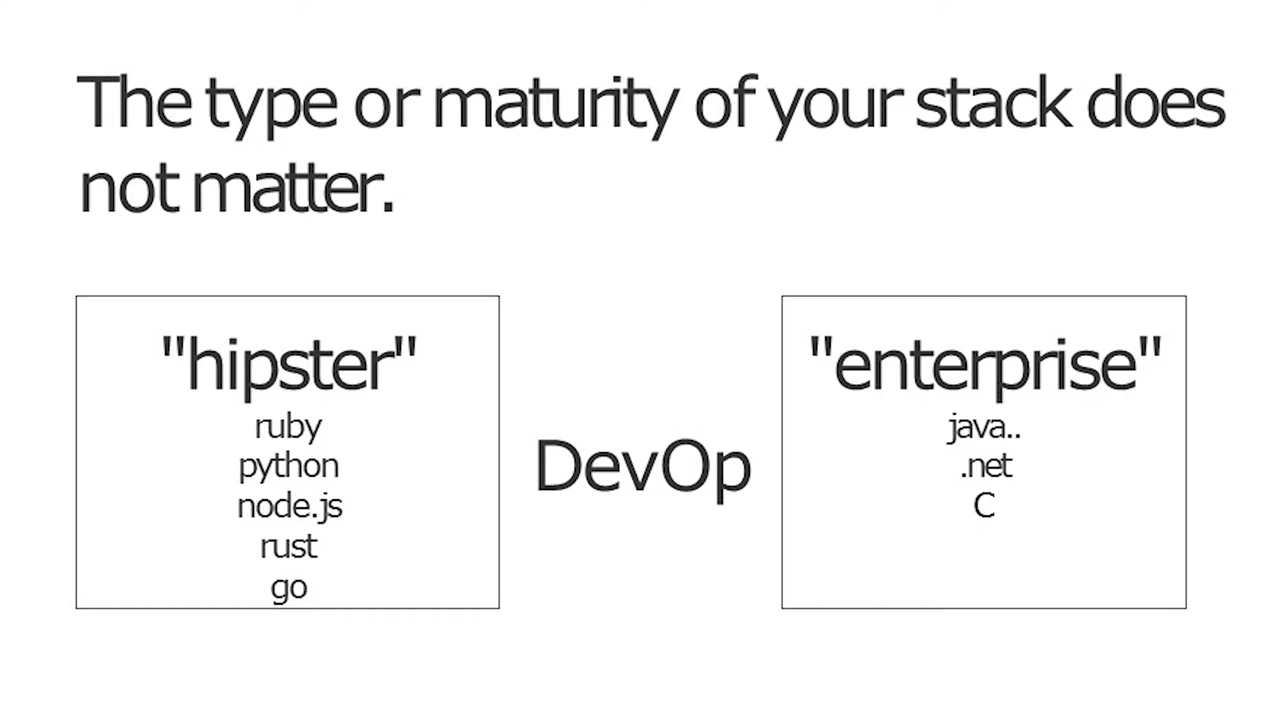 The type or maturity of your stack does
not matter.
"hipster"
ruby
python
node.js
rust
go
DevOp
"enterprise"
java..
.net
C